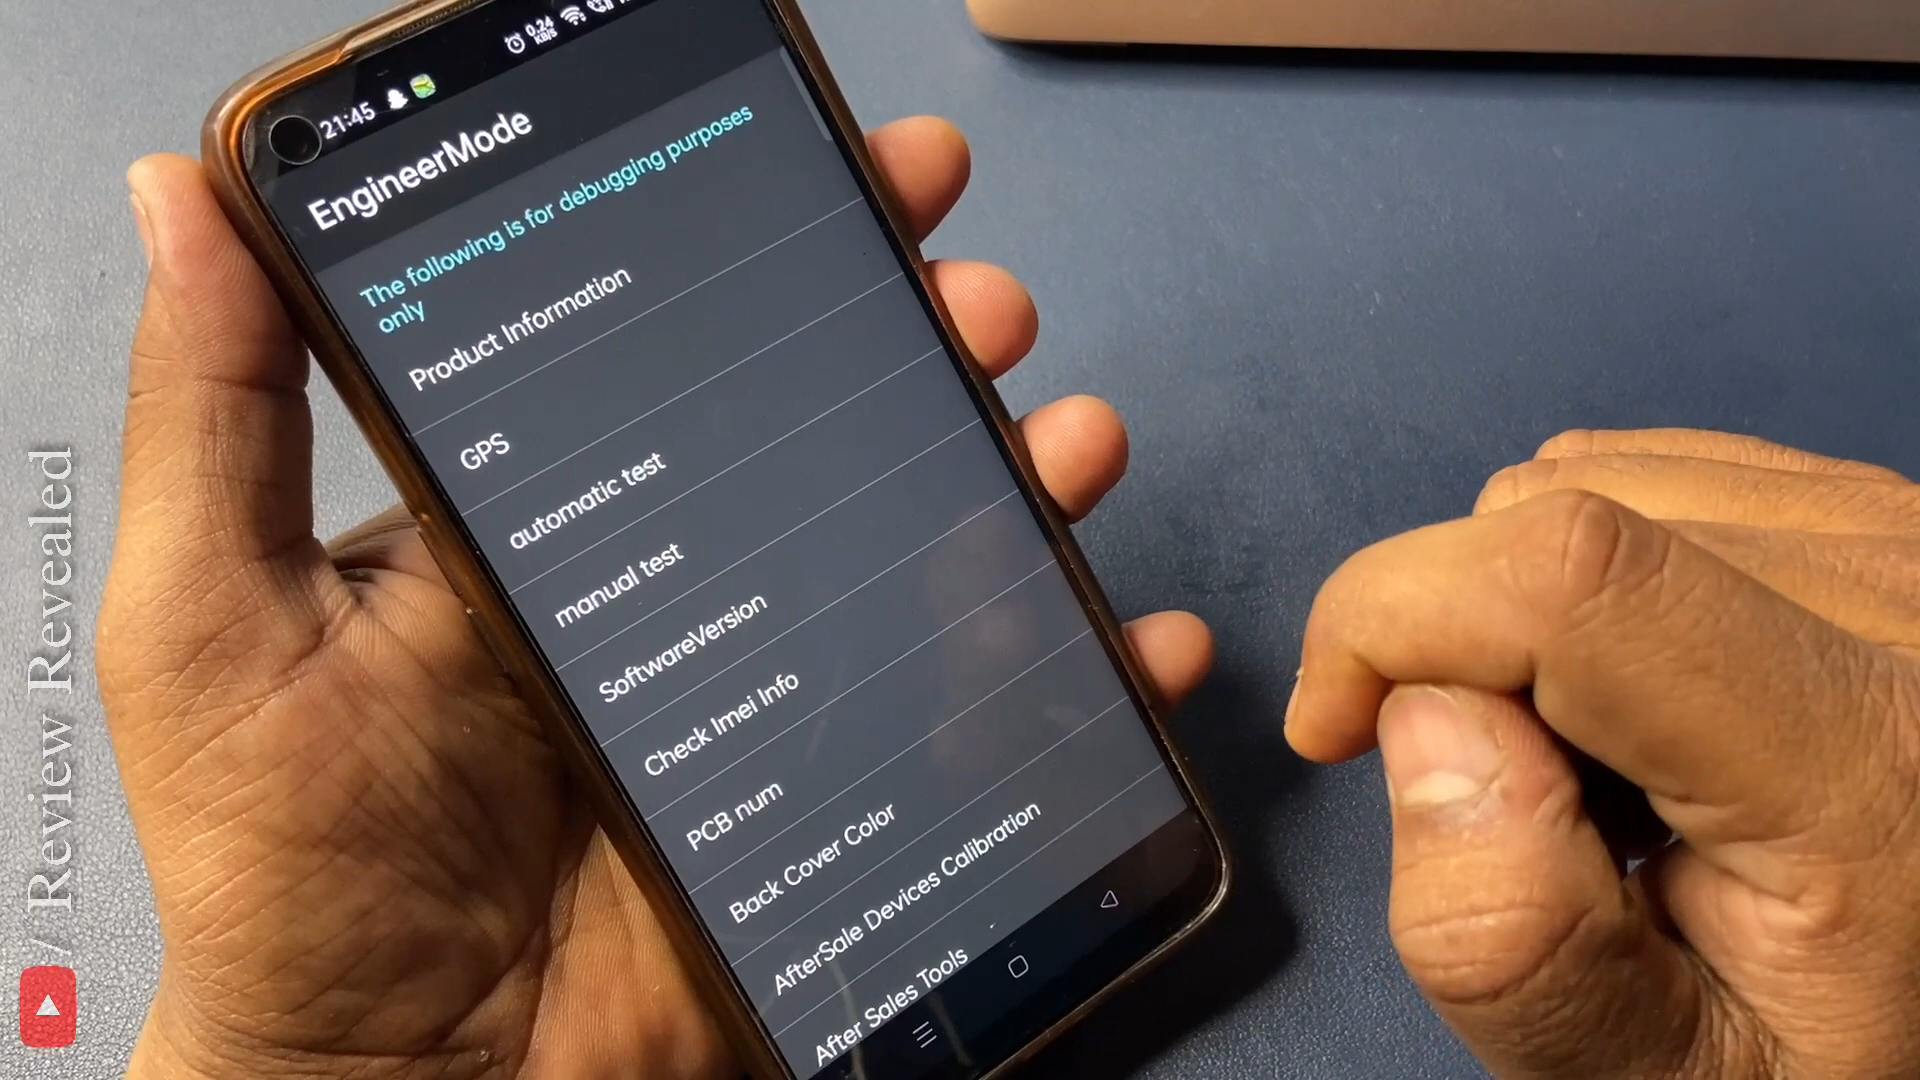 21:45
0.24
KB/s
EngineerMode
The following is for debugging purposes
only
Product Information
GPS
automatic test
manual test
SoftwareVersion
Check Imei Info
PCB num
Back Cover Color
AfterSale Devices Calibration
After Sales Tools
/ Review Revealed